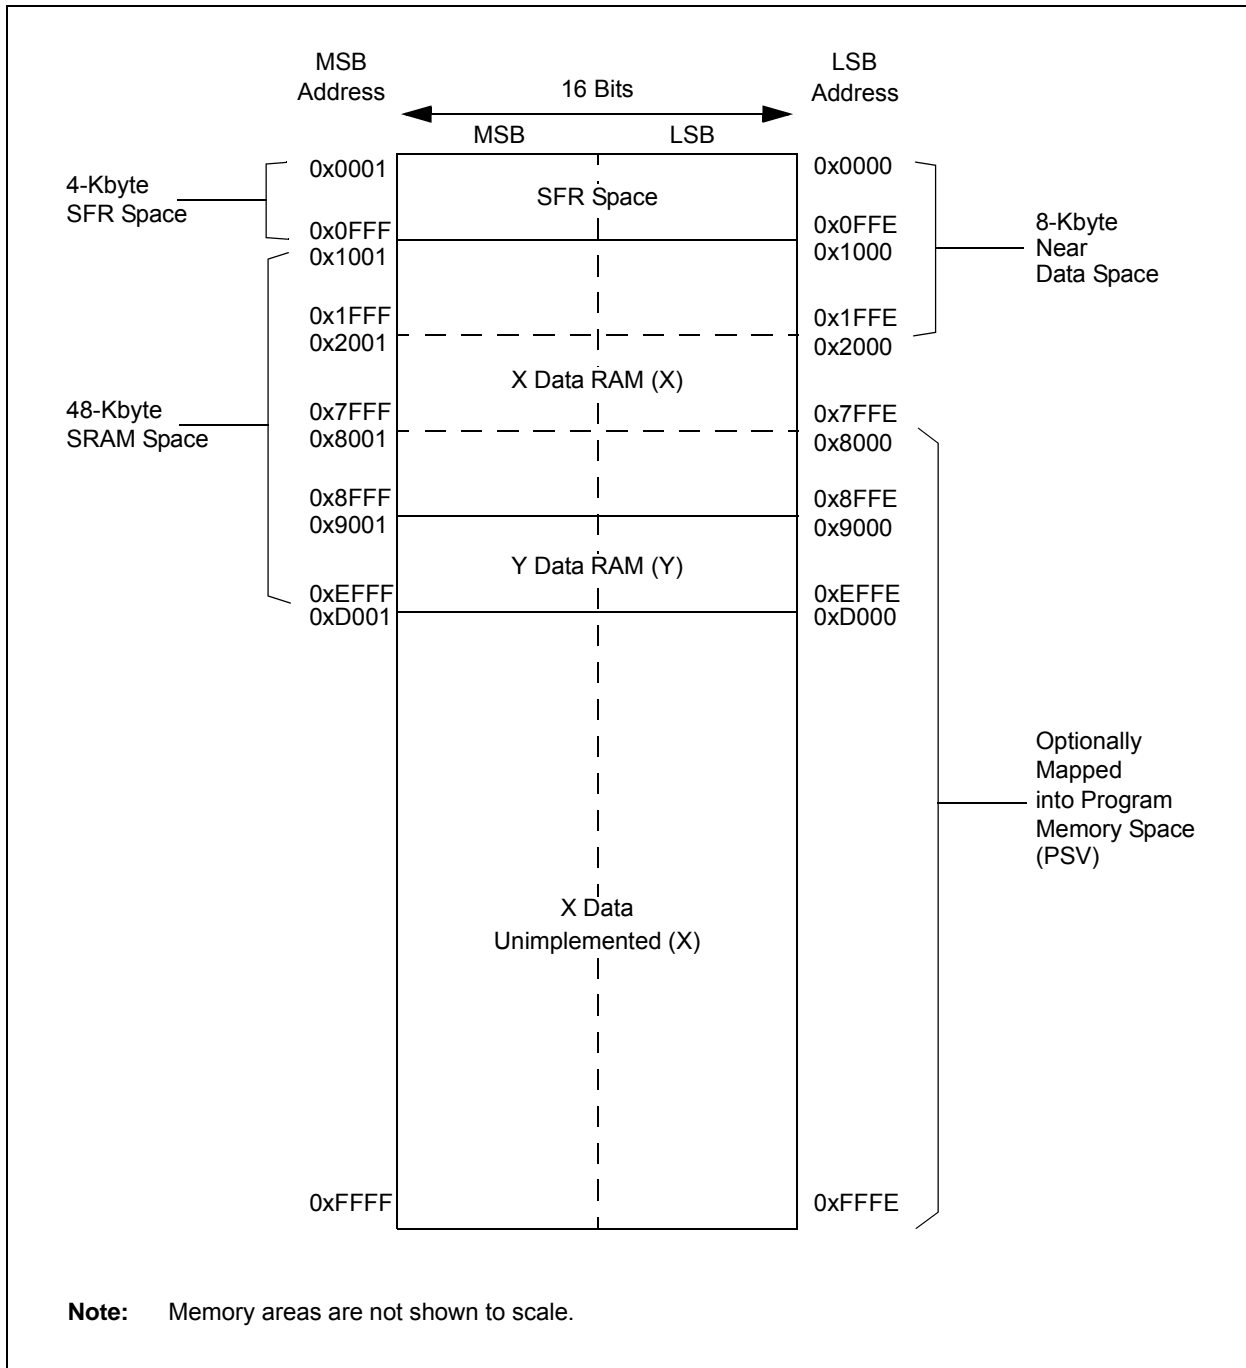 MSB
Address
16 Bits
LSB
Address
MSB
LSB
4-Kbyte
SFR Space
0x0001
0x0FFF
0x1001
SFR Space
0x0000
0x0FFE
0x1000
8-Kbyte
Near
Data Space
0x1FFF
0x2001
0x1FFE
0x2000
48-Kbyte
SRAM Space
X Data RAM (X)
0x7FFF
0x8001
0x7FFE
0x8000
0x8FFF
0x9001
0x8FFE
0x9000
Y Data RAM (Y)
0xEFFF
0xD001
0xEFFE
0xD000
Optionally
Mapped
into Program
Memory Space
(PSV)
X Data
Unimplemented (X)
0xFFFF
0xFFFE
Note: Memory areas are not shown to scale.